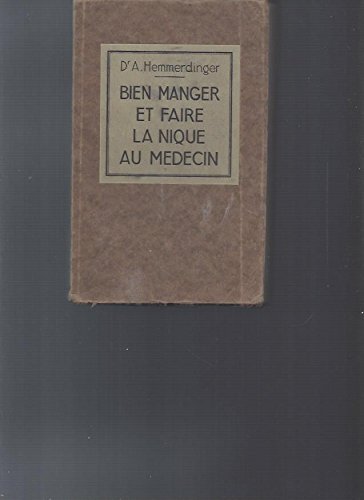 Dr A. Hemmerdinger
BIEN MANGER
ET FAIRE
LA NIQUE
AU MEDECIN